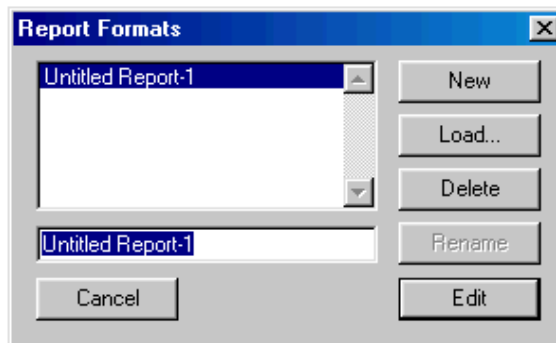 Report Formats
Untitled Report-1
New
Load...
Delete
Untitled Report-1
Rename
Cancel
Edit